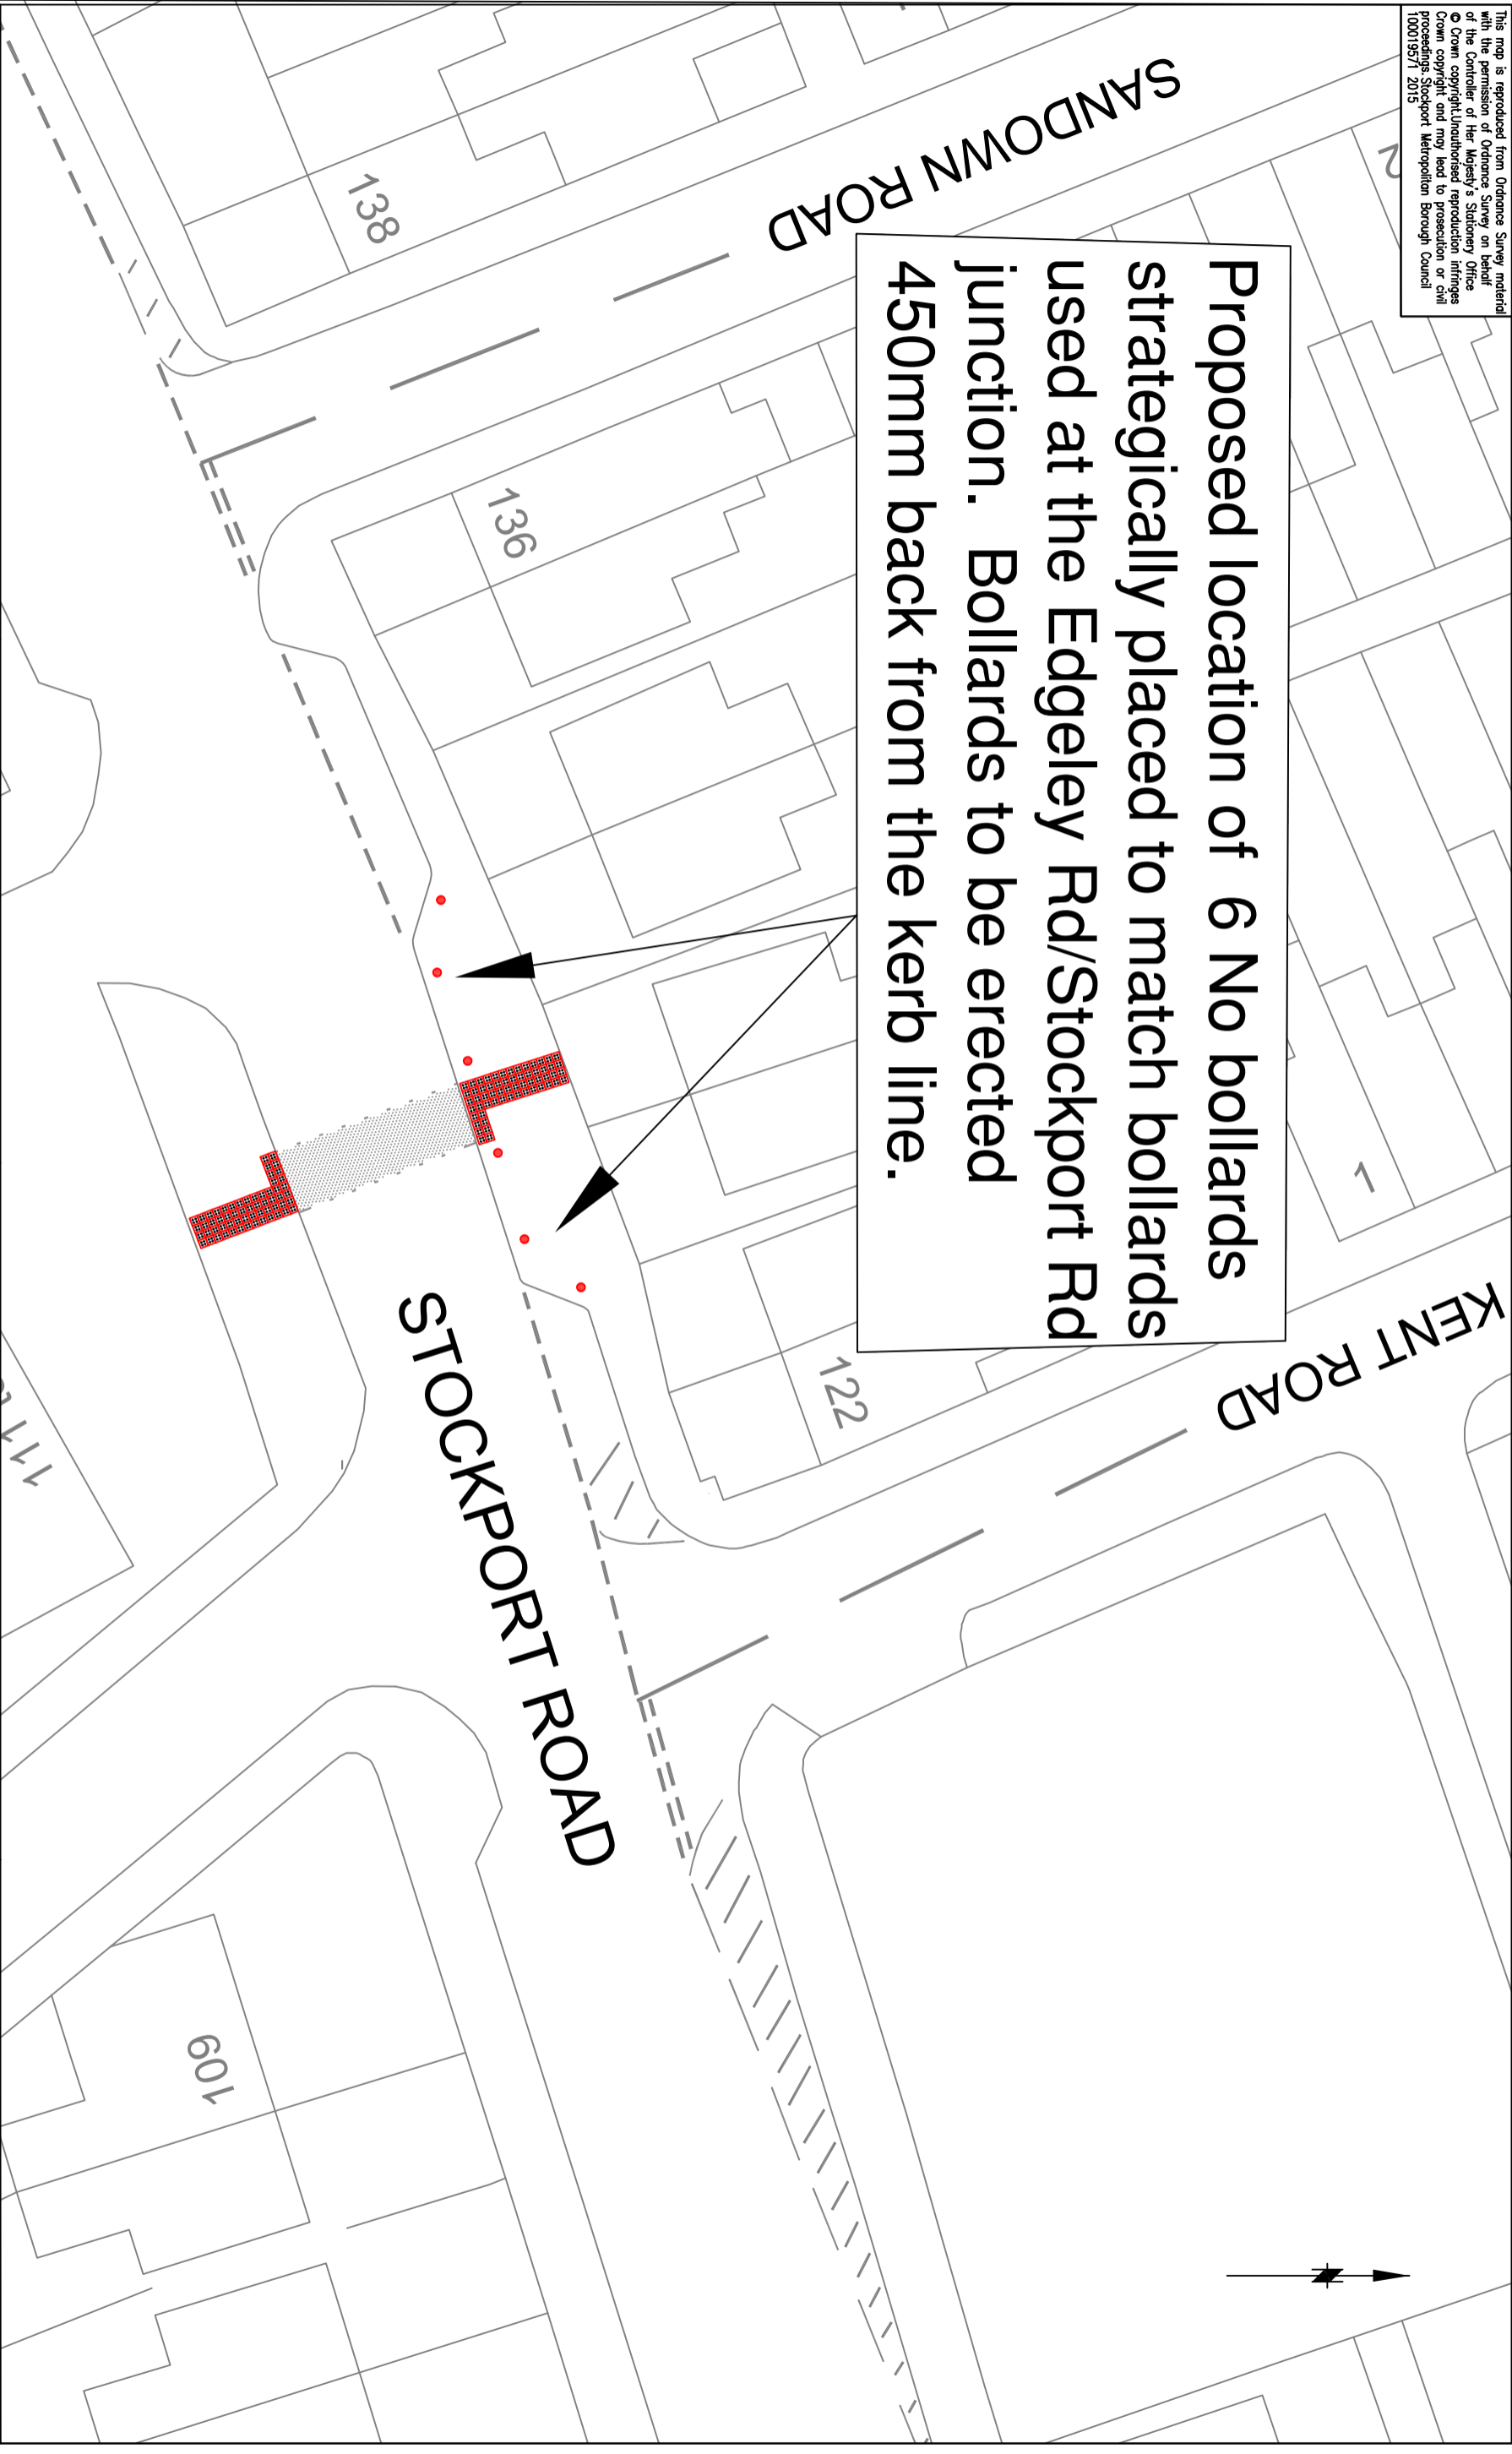 This map is reproduced from Ordnance Survey material
with the permission of Ordnance Survey on behalf
of the Controller of Her Majesty's Stationery Office
© Crown copyright.Unauthorised reproduction infringes
Crown copyright and may lead to prosecution or civil
proceedings. Stockport Metropolitan Borough Council
100019571 2015
2
SANDOWN ROAD
138
136
Proposed location of 6 No bollards
strategically placed to match bollards
used at the Edgeley Rd/Stockport Rd
junction. Bollards to be erected
450mm back from the kerb line.
1
KENT ROAD
122
STOCKPORT ROAD
109